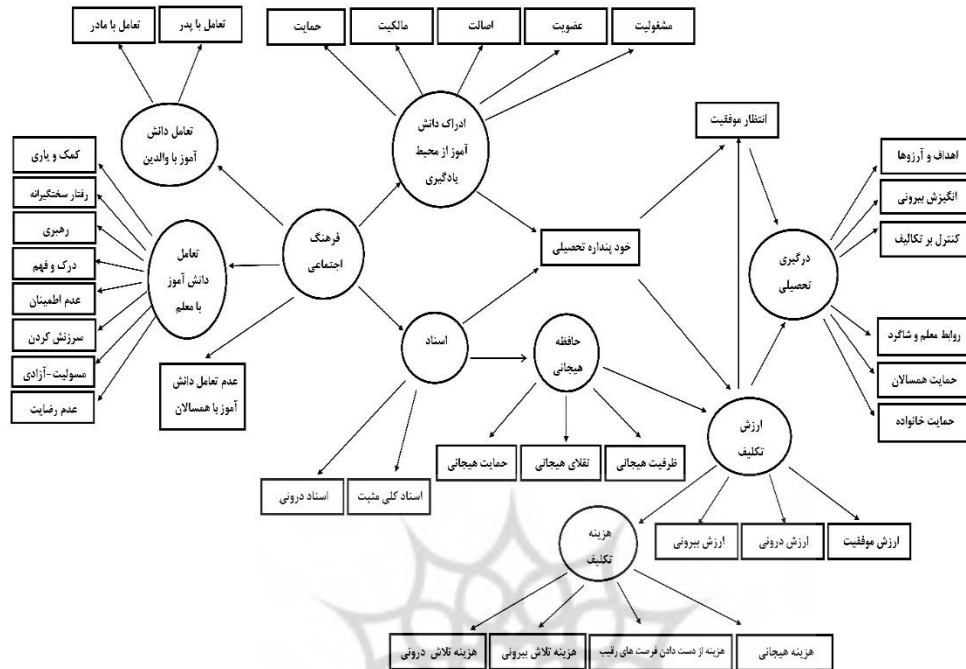 تعامل با پدر
تعامل با مادر
مشغولیت
عضویت
اصالت
مالکیت
حمایت
تعامل دانش
آموز با والدین
ادراک دانش
آموز از محیط
یادگیری
انتظار موفقیت
کمک و یاری
رفتار سختگیرانه
رهبری
درک و فهم
عدم اطمینان
سرزنش کردن
مسولیت-آزادی
عدم رضایت
تعامل
دانش آموز
با معلم
فرهنگ
اجتماعی
خود پنداره تحصیلی
درگیری
تحصیلی
اهداف و آرزوها
انگیزش بیرونی
کنترل بر تکالیف
روابط معلم و شاگرد
حمایت همسالان
حمایت خانواده
عدم تعامل دانش
آموز با همسالان
اسناد
حافظه
هیجانی
ارزش
تکلیف
ظرفیت هیجانی
تقلای هیجانی
حمایت هیجانی
اسناد کلی مثبت
اسناد درونی
ارزش موفقیت
ارزش درونی
ارزش بیرونی
هزینه
تکلیف
هزینه هیجانی
هزینه از دست دادن فرصت های رقیب
هزینه تلاش بیرونی
هزینه تلاش درونی